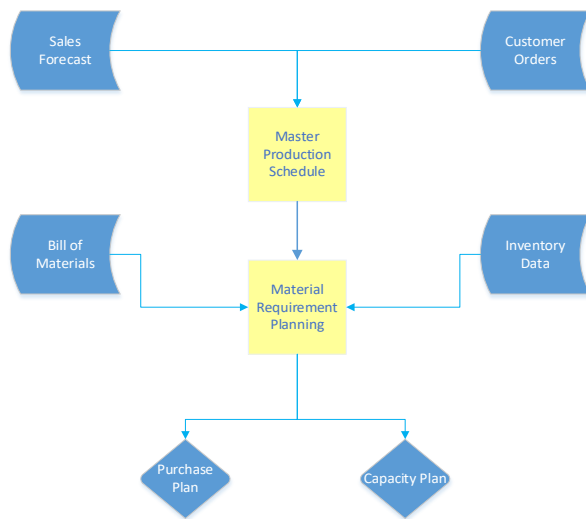 Sales
Forecast
Customer
Orders
Master
Production
Schedule
Bill of
Materials
Inventory
Data
Material
Requirement
Planning
Purchase
Plan
Capacity Plan